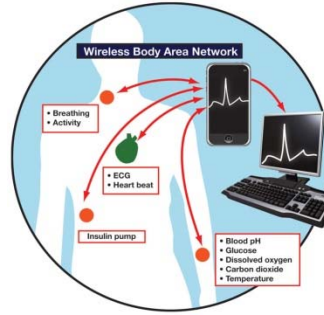 Wireless Body Area Network
• Breathing
• Activity
• ECG
• Heart beat
Insulin pump
• Blood pH
• Glucose
• Dissolved oxygen
• Carbon dioxide
• Temperature